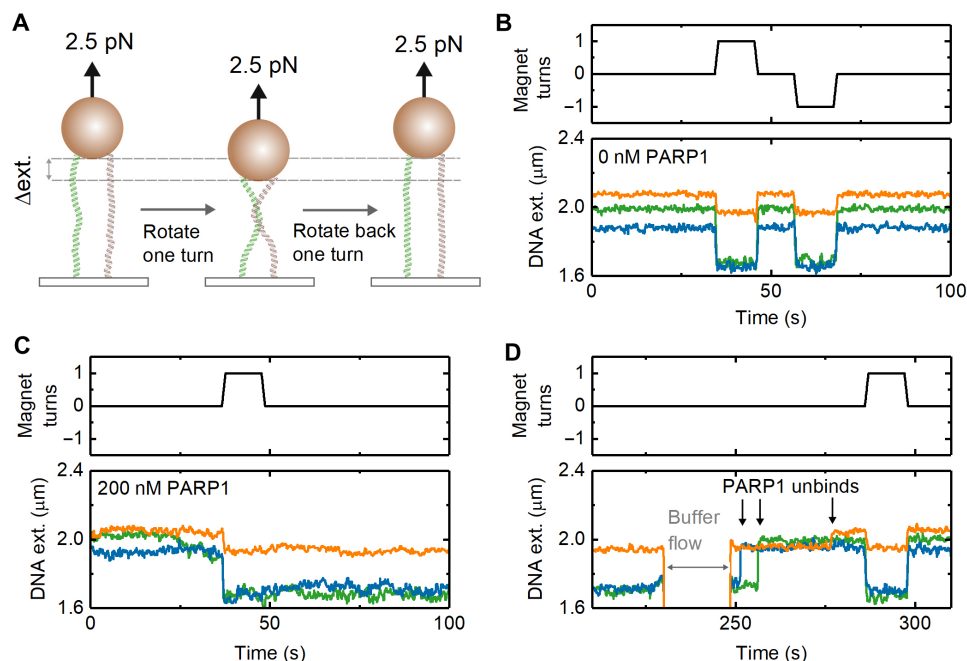 A
2.5 pN
2.5 pN
2.5 pN
Δext.
Rotate
one turn
Rotate back
one turn
B
Magnet
turns
1
0
−1
DNA ext. (μm)
2.4
2.0
1.6
0 nM PARP1
0
50
100
Time (s)
C
Magnet
turns
1
0
−1
DNA ext. (μm)
2.4
2.0
1.6
200 nM PARP1
0
50
100
Time (s)
D
Magnet
turns
1
0
−1
DNA ext. (μm)
2.4
2.0
1.6
PARP1 unbinds
Buffer
flow
250
300
Time (s)